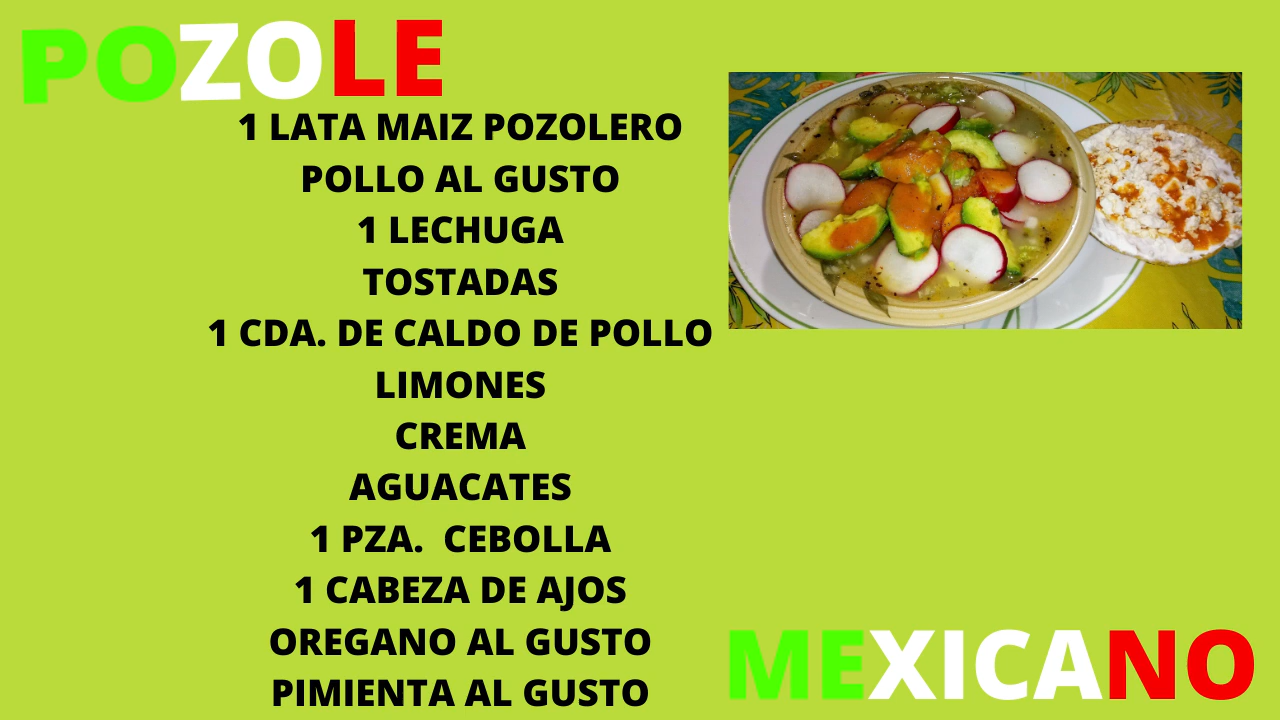 POZOLE
1 LATA MAIZ POZOLERO
POLLO AL GUSTO
1 LECHUGA
TOSTADAS
1 CDA. DE CALDO DE POLLO
LIMONES
CREMA
AGUACATES
1 PZA. CEBOLLA
1 CABEZA DE AJOS
OREGANO AL GUSTO
PIMIENTA AL GUSTO
MEXICANO